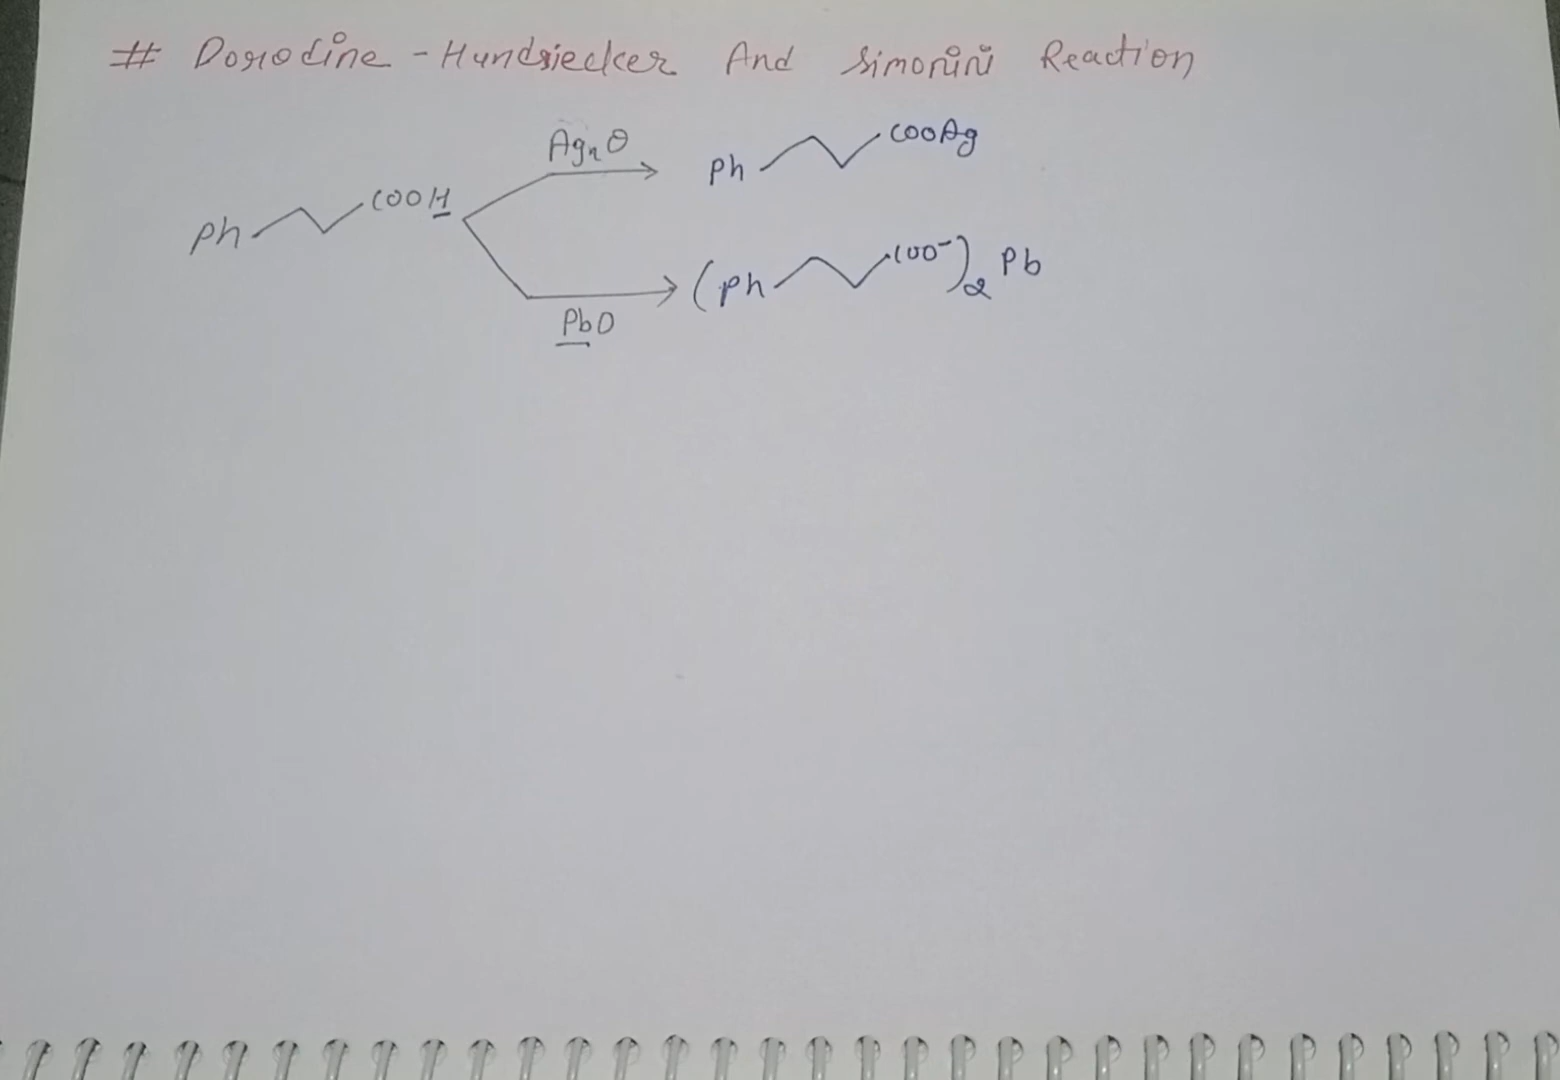 # Dorodine - Hundsiecker And Simonini Reaction
Ag₂O
Ph COOAg
Ph COOH
(Ph COO⁻)₂ Pb
PbO